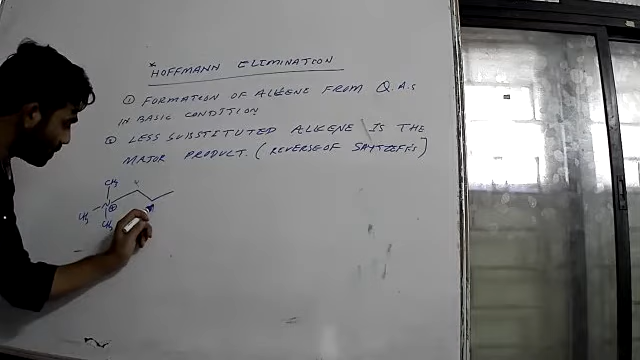 * HOFFMANN ELIMINATION
① FORMATION OF ALKENE FROM Q.A.S
IN BASIC CONDITION
② LESS SUBSTITUTED ALKENE IS THE
MAJOR PRODUCT. (REVERSE OF SAYTZEFF'S)
CH₃
N ⊕
CH₃
CH₃